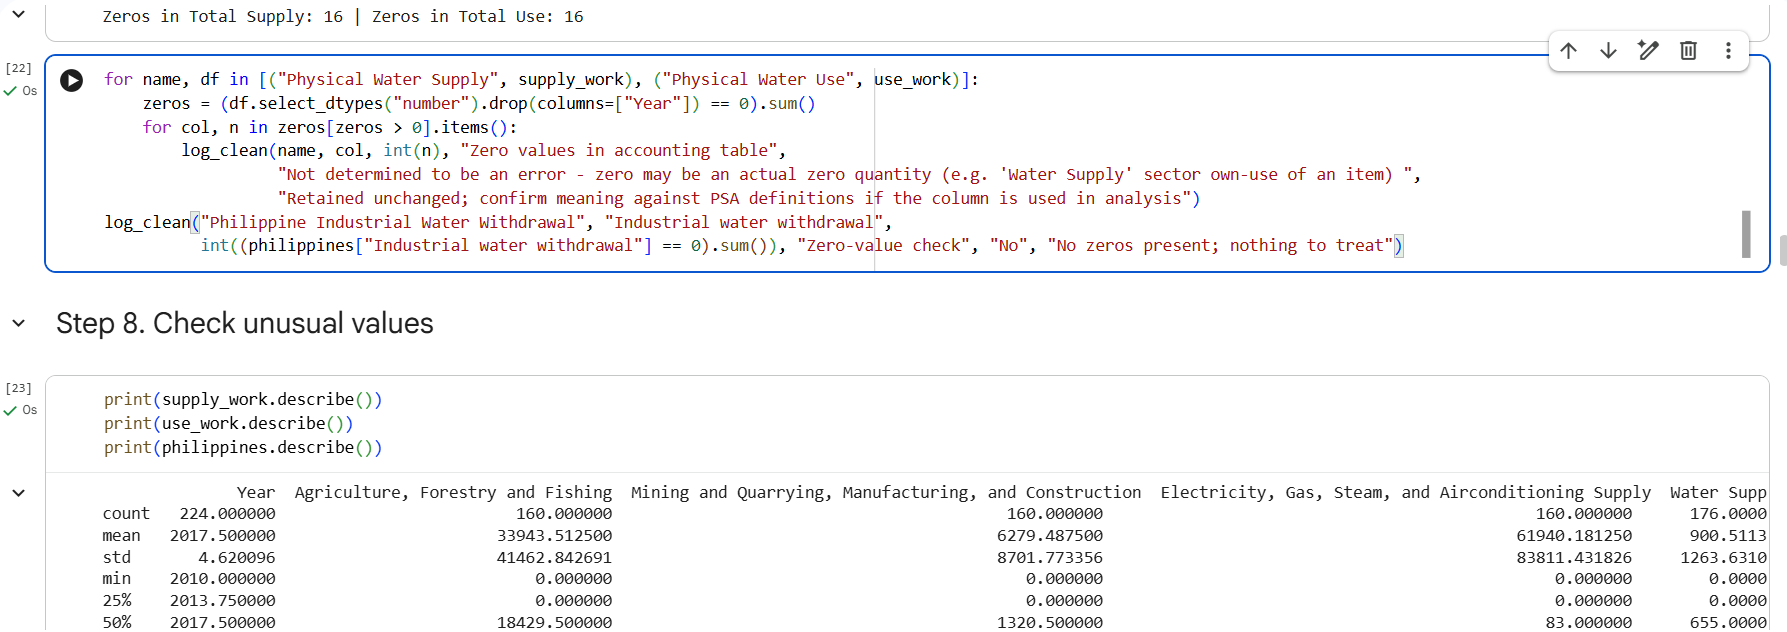 Zeros in Total Supply: 16 | Zeros in Total Use: 16
[22]
0s
for name, df in [("Physical Water Supply", supply_work), ("Physical Water Use", use_work)]:
    zeros = (df.select_dtypes("number").drop(columns=["Year"]) == 0).sum()
    for col, n in zeros[zeros > 0].items():
        log_clean(name, col, int(n), "Zero values in accounting table",
                  "Not determined to be an error - zero may be an actual zero quantity (e.g. 'Water Supply' sector own-use of an item) ",
                  "Retained unchanged; confirm meaning against PSA definitions if the column is used in analysis")
log_clean("Philippine Industrial Water Withdrawal", "Industrial water withdrawal",
          int((philippines["Industrial water withdrawal"] == 0).sum()), "Zero-value check", "No", "No zeros present; nothing to treat")
Step 8. Check unusual values
[23]
0s
print(supply_work.describe())
print(use_work.describe())
print(philippines.describe())
Year Agriculture, Forestry and Fishing Mining and Quarrying, Manufacturing, and Construction Electricity, Gas, Steam, and Airconditioning Supply Water Supp
count 224.000000 160.000000 160.000000 160.000000 176.0000
mean 2017.500000 33943.512500 6279.487500 61940.181250 900.5113
std 4.620096 41462.842691 8701.773356 83811.431826 1263.6310
min 2010.000000 0.000000 0.000000 0.000000 0.0000
25% 2013.750000 0.000000 0.000000 0.000000 0.0000
50% 2017.500000 18429.500000 1320.500000 83.000000 655.0000